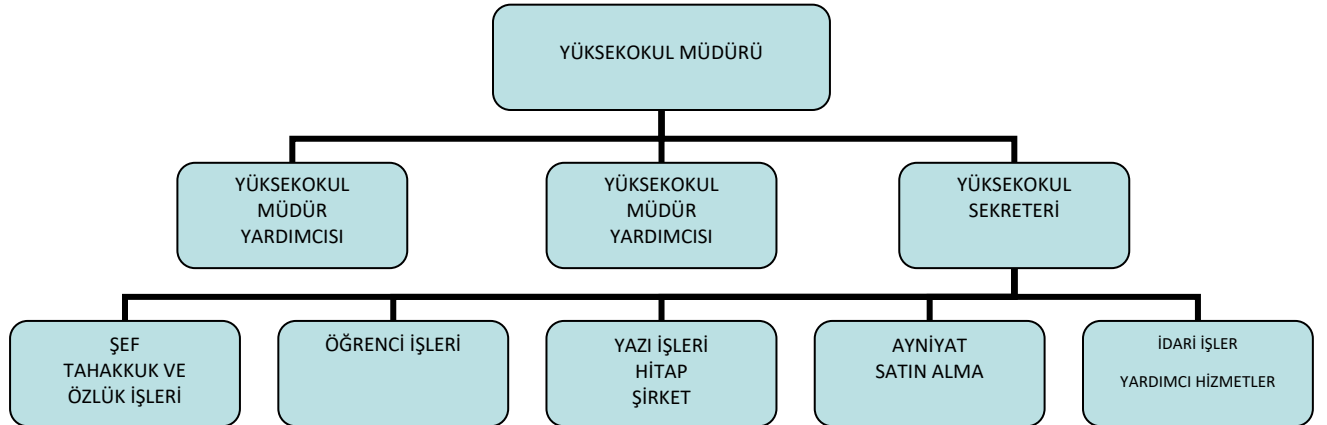 YÜKSEKOKUL MÜDÜRÜ
YÜKSEKOKUL
MÜDÜR
YARDIMCISI
YÜKSEKOKUL
MÜDÜR
YARDIMCISI
YÜKSEKOKUL
SEKRETERİ
ŞEF
TAHAKKUK VE
ÖZLÜK İŞLERİ
ÖĞRENCİ İŞLERİ
YAZI İŞLERİ
HİTAP
ŞİRKET
AYNİYAT
SATIN ALMA
İDARİ İŞLER
YARDIMCI HİZMETLER